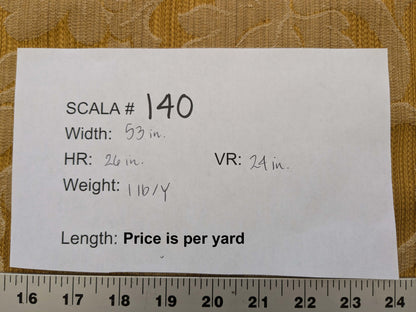 SCALA # 140
Width: 53 in.
HR: 26 in. VR: 24 in.
Weight: 1 lb/Y
Length: Price is per yard
16 17 18 19 20 21 22 23 24